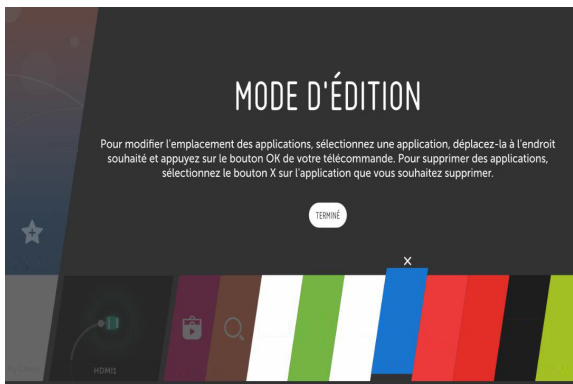 MODE D'ÉDITION
Pour modifier l'emplacement des applications, sélectionnez une application, déplacez-la à l'endroit
souhaité et appuyez sur le bouton OK de votre télécommande. Pour supprimer des applications,
sélectionnez le bouton X sur l'application que vous souhaitez supprimer.
TERMINÉ
X
HDMI1